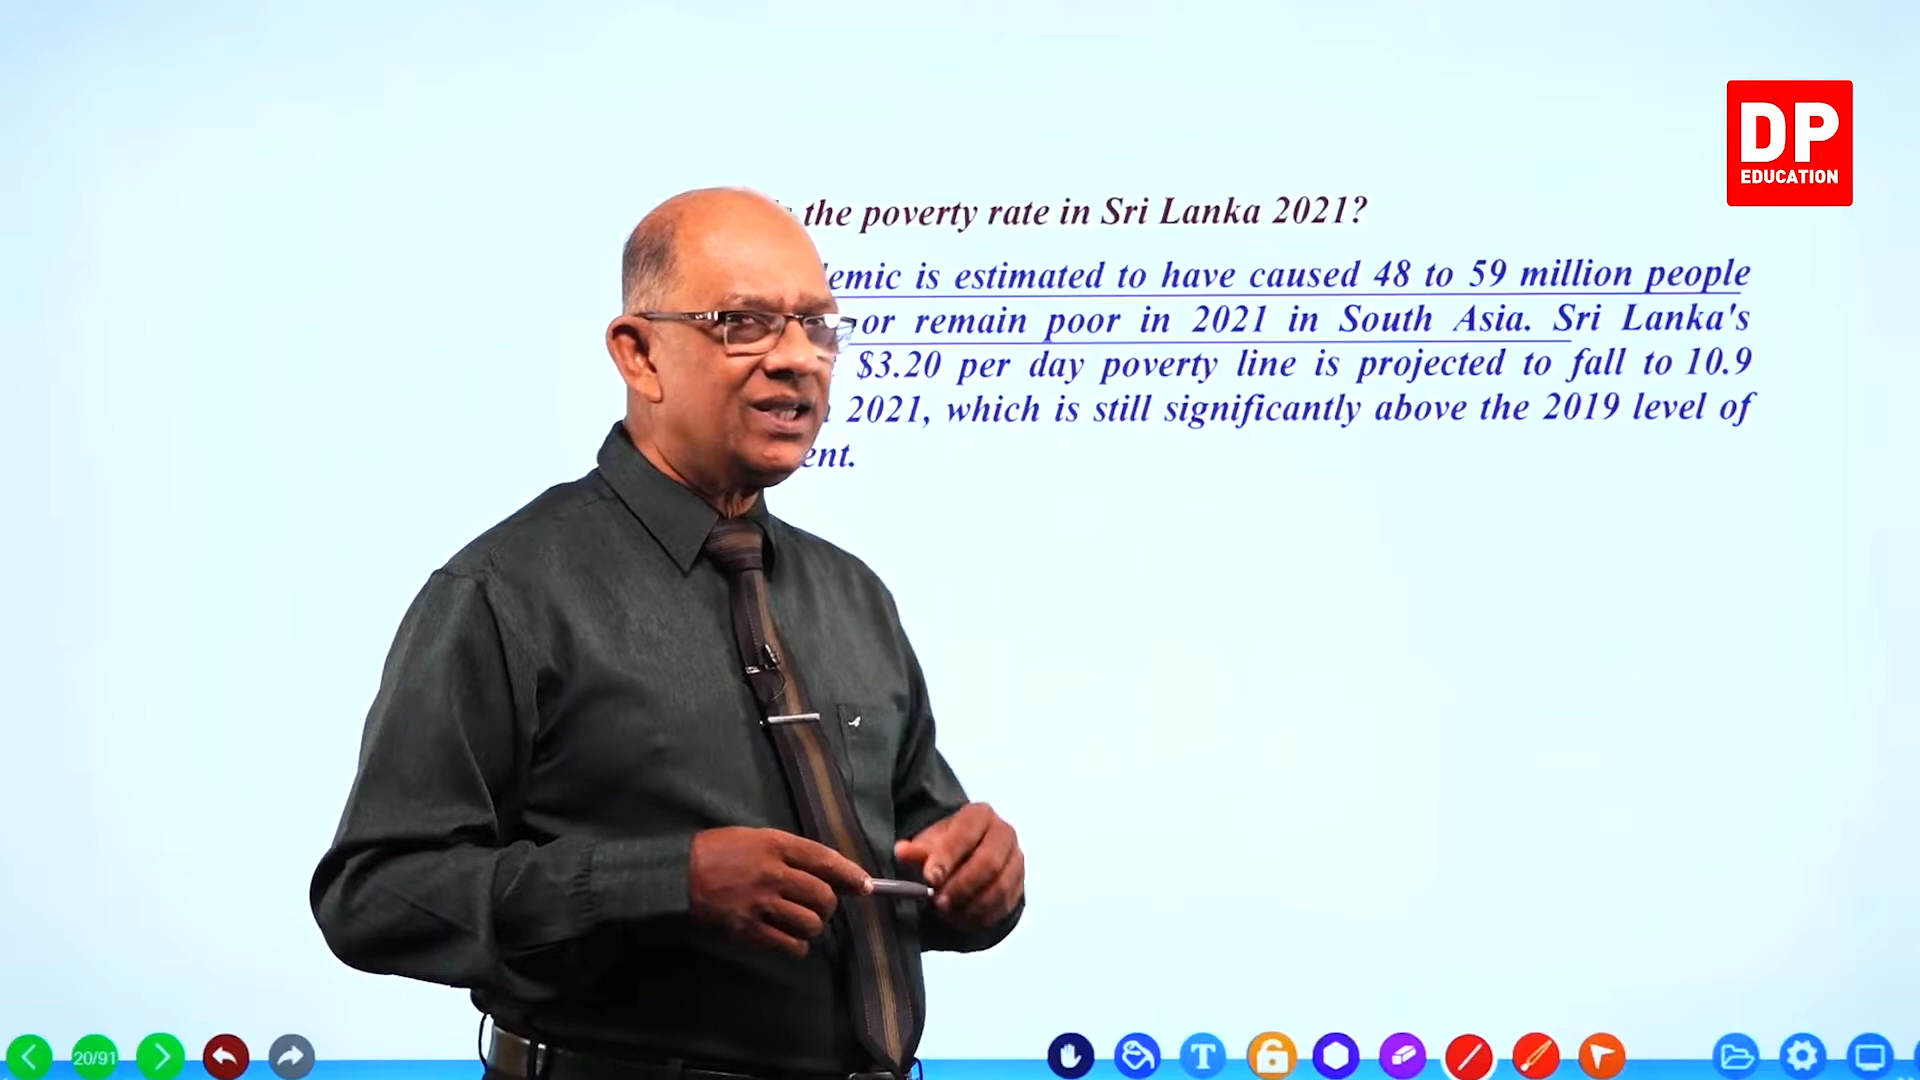 DP
EDUCATION
the poverty rate in Sri Lanka 2021?
is estimated to have caused 48 to 59 million people
or remain poor in 2021 in South Asia. Sri Lanka's
$3.20 per day poverty line is projected to fall to 10.9
2021, which is still significantly above the 2019 level of
20/91
T